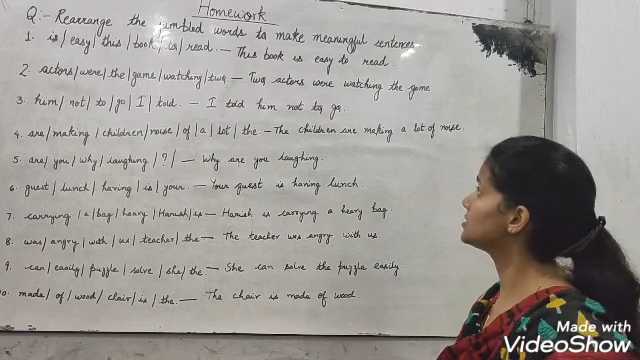 Homework
Q:- Rearrange the jumbled words to make meaningful sentences.
1. is/ easy/ this / book / to / read. — This book is easy to read.
2. actors/ were/ the/ game/ watching/ two. — Two actors were watching the game.
3. him/ not/ to/ go/ I/ told. — I told him not to go.
4. are/ making / children/ noise/ of /a / lot/ the. — The children are making a lot of noise.
5. are/ you/ why/ laughing /?/ — Why are you laughing.
6. guest/ lunch/ having/ is/ your. — Your guest is having lunch.
7. carrying /a/ bag/ heavy /Harish/ is. — Harish is carrying a heavy bag.
8. was/ angry/ with/ us/ teacher/ the. — The teacher was angry with us.
9. can/ easily/ puzzle / solve / she/ the. — She can solve the puzzle easily.
10. made/ of/ wood/ chair/ is / the. — The chair is made of wood.
Made with
VideoShow